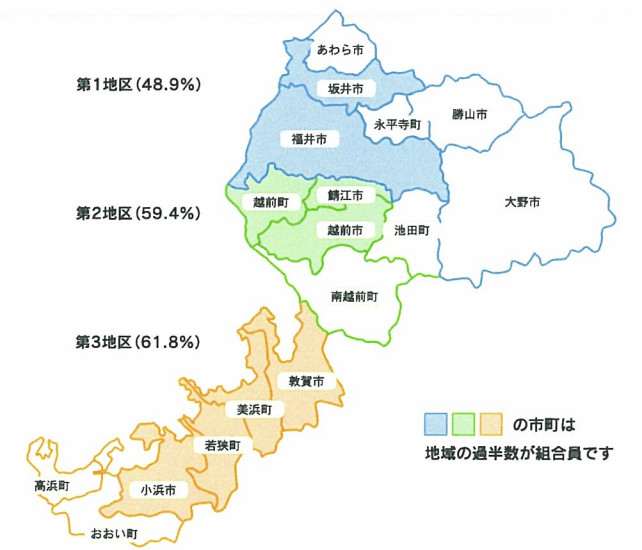 あわら市
第1地区(48.9%)
坂井市
勝山市
永平寺町
福井市
鯖江市
越前町
大野市
第2地区(59.4%)
越前市
池田町
南越前町
第3地区(61.8%)
敦賀市
美浜町
の市町は
若狭町
地域の過半数が組合員です
高浜町
小浜市
おおい町